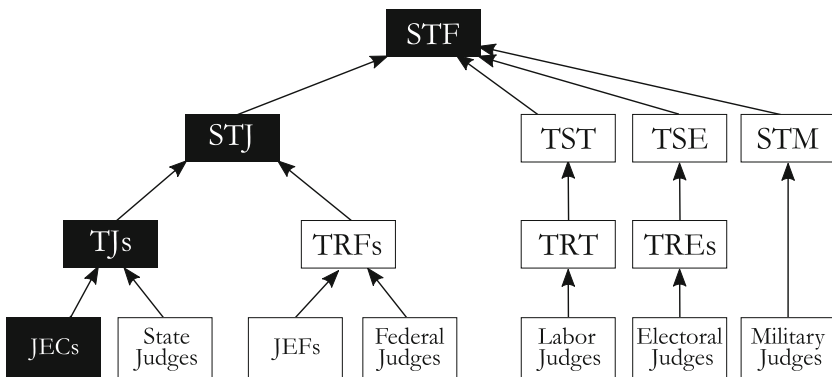 STF
STJ
TST
TSE
STM
TJs
TRFs
TRT
TREs
JECs
State
Judges
JEFs
Federal
Judges
Labor
Judges
Electoral
Judges
Military
Judges